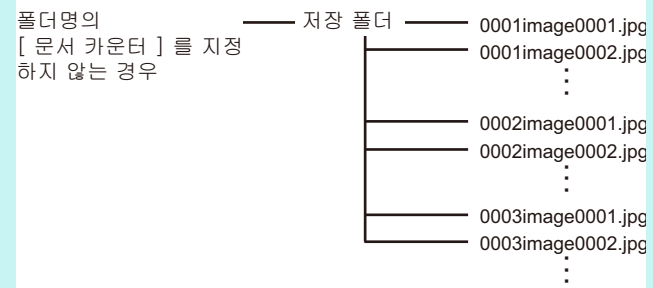 폴더명의
[ 문서 카운터 ] 를 지정
하지 않는 경우
저장 폴더
0001image0001.jpg
0001image0002.jpg
0002image0001.jpg
0002image0002.jpg
0003image0001.jpg
0003image0002.jpg